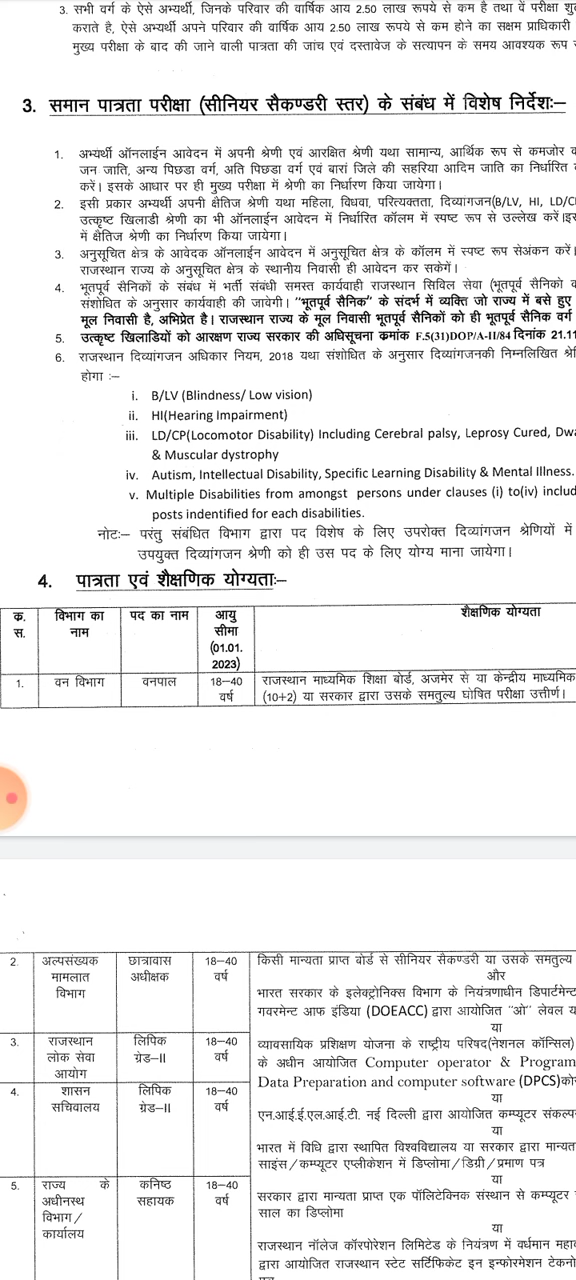 3. सभी वर्ग के ऐसे अभ्यर्थी, जिनके परिवार की वार्षिक आय 2.50 लाख रूपये से कम है तथा वें परीक्षा
कराते है, ऐसे अभ्यर्थी अपने परिवार की वार्षिक आय 2.50 लाख रूपये से कम होने का सक्षम प्राधिकारी
मुख्य परीक्षा के बाद की जाने वाली पात्रता की जांच एवं दस्तावेज के सत्यापन के समय आवश्यक रूप
3. समान पात्रता परीक्षा (सीनियर सैकण्डरी स्तर) के संबंध में विशेष निर्देशः–
1. अभ्यर्थी ऑनलाईन आवेदन में अपनी श्रेणी एवं आरक्षित श्रेणी यथा सामान्य, आर्थिक रूप से कमजोर
जन जाति, अन्य पिछडा वर्ग, अति पिछडा वर्ग एवं बारां जिले की सहरिया आदिम जाति का निर्धारित
करें। इसके आधार पर ही मुख्य परीक्षा में श्रेणी का निर्धारण किया जायेगा।
2. इसी प्रकार अभ्यर्थी अपनी क्षैतिज श्रेणी यथा महिला, विधवा, परित्यक्तता, दिव्यांगजन(B/LV, HI,
उत्कृष्ट खिलाडी श्रेणी का भी ऑनलाईन आवेदन में निर्धारित कॉलम में स्पष्ट रूप से उल्लेख करें।
में क्षैतिज श्रेणी का निर्धारण किया जायेगा।
3. अनुसूचित क्षेत्र के आवेदक ऑनलाईन आवेदन में अनुसूचित क्षेत्र के कॉलम में स्पष्ट रूप सेअंकन करें।
राजस्थान राज्य के अनुसूचित क्षेत्र के स्थानीय निवासी ही आवेदन कर सकेगें।
4. भूतपूर्व सैनिकों के संबंध में भर्ती संबंधी समस्त कार्यवाही राजस्थान सिविल सेवा (भूतपूर्व सैनिकों
संशोधित के अनुसार कार्यवाही की जावेगी। "भूतपूर्व सैनिक" के संदर्भ में व्यक्ति जो राज्य में बसे हुए
मूल निवासी है, अभिप्रेत है। राजस्थान राज्य के मूल निवासी भूतपूर्व सैनिकों को ही भूतपूर्व सैनिक वर्ग
5. उत्कृष्ट खिलाडियों को आरक्षण राज्य सरकार की अधिसूचना क्रमांक F.5(31)DOP/A-II/84 दिनांक
6. राजस्थान दिव्यांगजन अधिकार नियम, 2018 यथा संशोधित के अनुसार दिव्यांगजनकी निम्नलिखित
होगा :–
i. B/LV (Blindness/ Low vision)
ii. HI(Hearing Impairment)
iii. LD/CP(Locomotor Disability) Including Cerebral palsy, Leprosy Cured,
& Muscular dystrophy
iv. Autism, Intellectual Disability, Specific Learning Disability & Mental Illness.
v. Multiple Disabilities from amongst persons under clauses (i) to(iv)
posts indentified for each disabilities.
नोटः– परंतु संबंधित विभाग द्वारा पद विशेष के लिए उपरोक्त दिव्यांगजन श्रेणियों में
उपयुक्त दिव्यांगजन श्रेणी को ही उस पद के लिए योग्य माना जायेगा।
4. पात्रता एवं शैक्षणिक योग्यताः–
क्र. स. विभाग का नाम पद का नाम आयु सीमा (01.01. 2023) शैक्षणिक योग्यता
1. वन विभाग वनपाल 18–40 वर्ष राजस्थान माध्यमिक शिक्षा बोर्ड, अजमेर से या केन्द्रीय माध्यमिक
(10+2) या सरकार द्वारा उसके समतुल्य घोषित परीक्षा उत्तीर्ण।
2. अल्पसंख्यक मामलात विभाग छात्रावास अधीक्षक 18–40 वर्ष
3. राजस्थान लोक सेवा आयोग लिपिक ग्रेड–II 18–40 वर्ष
4. शासन सचिवालय लिपिक ग्रेड–II 18–40 वर्ष
5. राज्य के अधीनस्थ विभाग/ कार्यालय कनिष्ठ सहायक 18–40 वर्ष
किसी मान्यता प्राप्त बोर्ड से सीनियर सैकण्डरी या उसके समतुल्य
और
भारत सरकार के इलेक्ट्रोनिक्स विभाग के नियंत्रणाधीन डिपार्टमेन्ट
गवरमेन्ट आफ इंडिया (DOEACC) द्वारा आयोजित "ओ" लेवल
या
व्यावसायिक प्रशिक्षण योजना के राष्ट्रीय परिषद(नेशनल कॉन्सिल)
के अधीन आयोजित Computer operator & Program
Data Preparation and computer software (DPCS)
या
एन.आई.ई.एल.आई.टी. नई दिल्ली द्वारा आयोजित कम्प्यूटर
या
भारत में विधि द्वारा स्थापित विश्वविद्यालय या सरकार द्वारा मान्यत
साइंस/कम्प्यूटर एप्लीकेशन में डिप्लोमा/डिग्री/प्रमाण पत्र
या
सरकार द्वारा मान्यता प्राप्त एक पॉलिटेक्निक संस्थान से कम्प्यूटर
साल का डिप्लोमा
या
राजस्थान नॉलेज कॉरपोरेशन लिमिटेड के नियंत्रण में वर्धमान
द्वारा आयोजित राजस्थान स्टेट सर्टिफिकेट इन इन्फोरमेशन